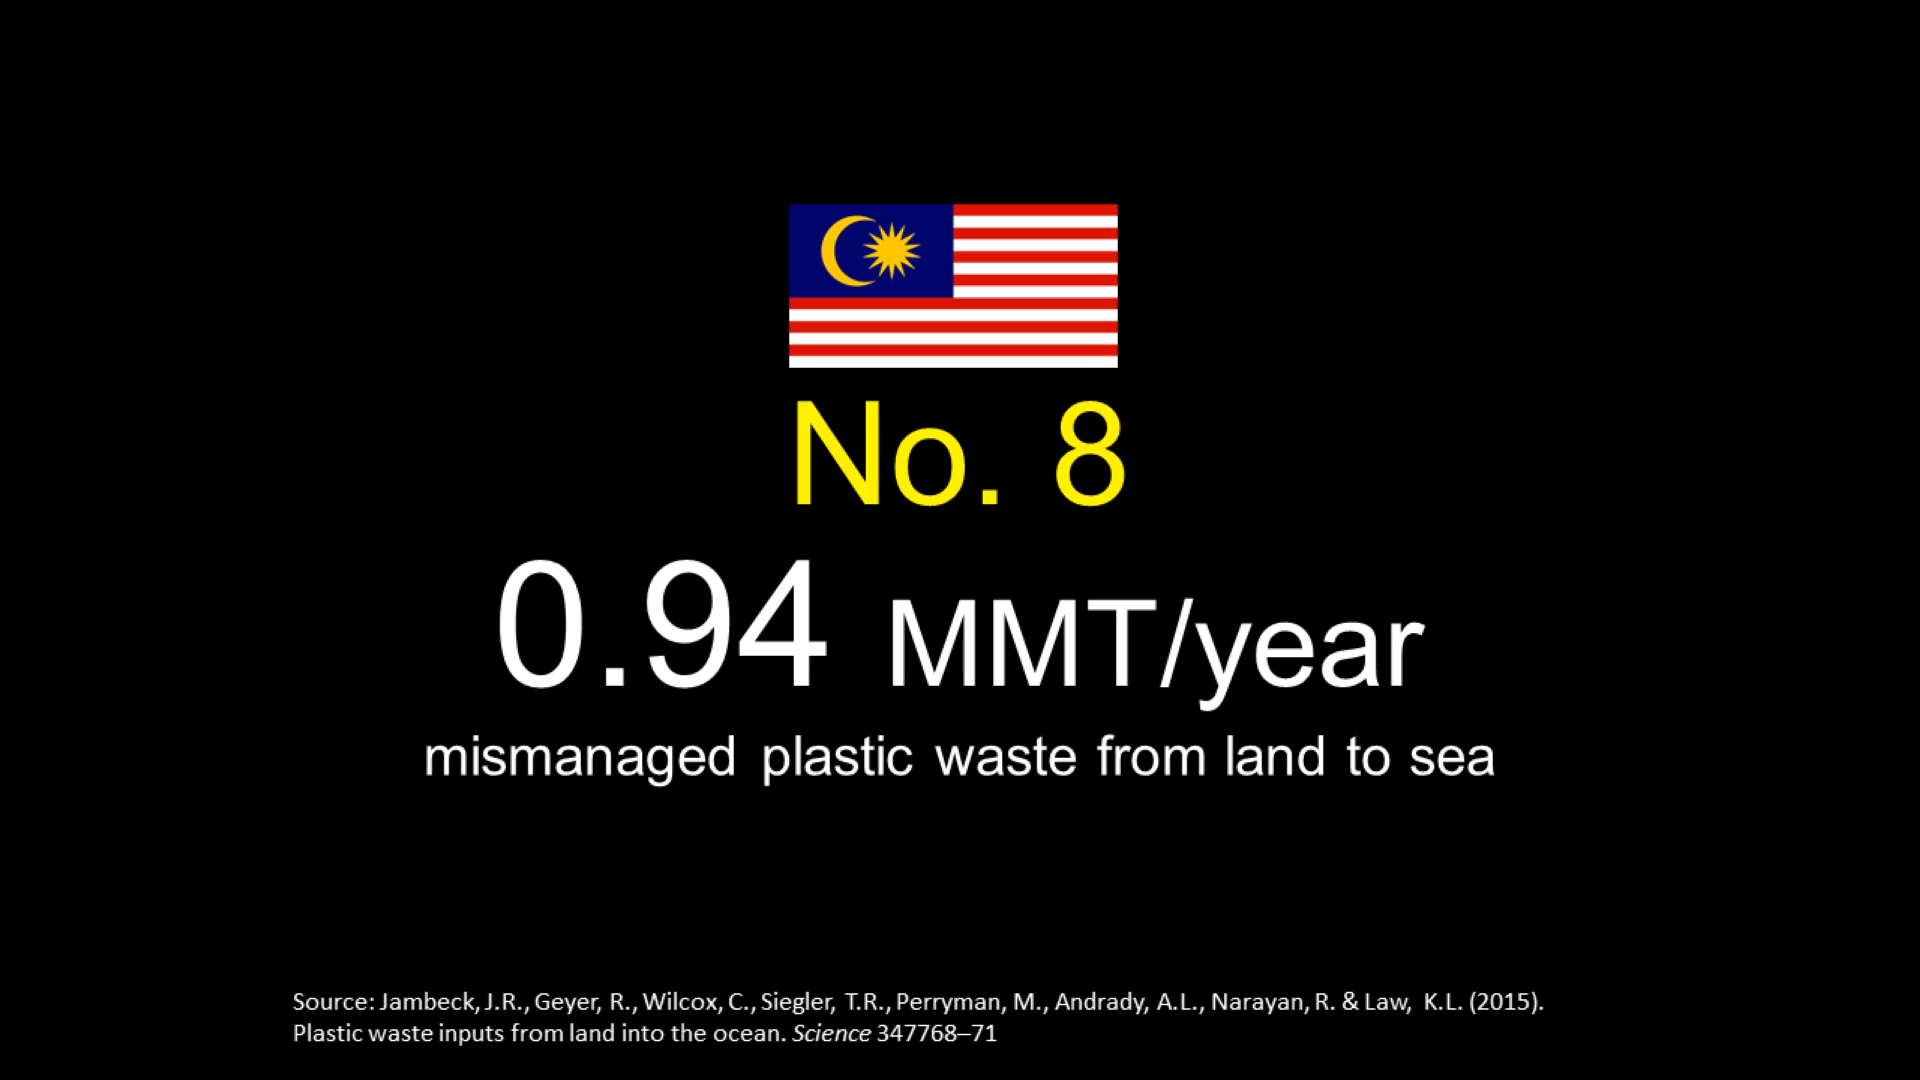 No. 8
0.94 MMT/year
mismanaged plastic waste from land to sea
Source: Jambeck, J.R., Geyer, R., Wilcox, C., Siegler, T.R., Perryman, M., Andrady, A.L., Narayan, R. & Law, K.L. (2015).
Plastic waste inputs from land into the ocean. Science 347768–71